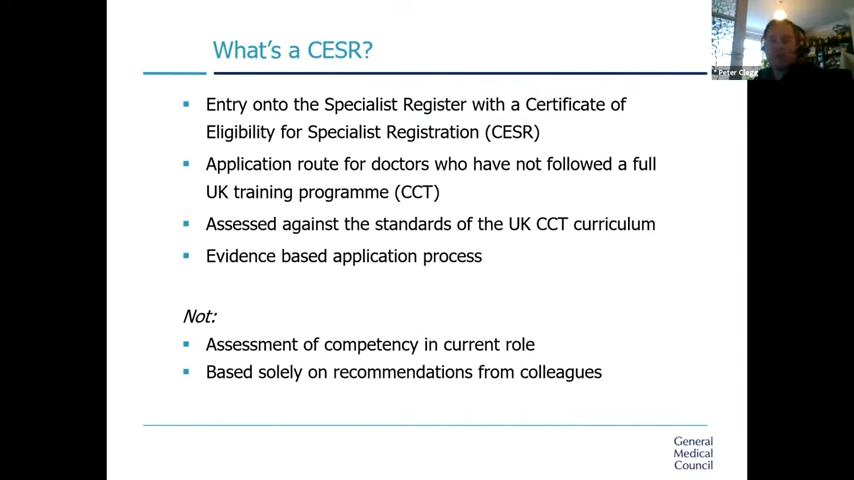 What's a CESR?
Peter Clegg
Entry onto the Specialist Register with a Certificate of
Eligibility for Specialist Registration (CESR)
Application route for doctors who have not followed a full
UK training programme (CCT)
Assessed against the standards of the UK CCT curriculum
Evidence based application process
Not:
Assessment of competency in current role
Based solely on recommendations from colleagues
General
Medical
Council